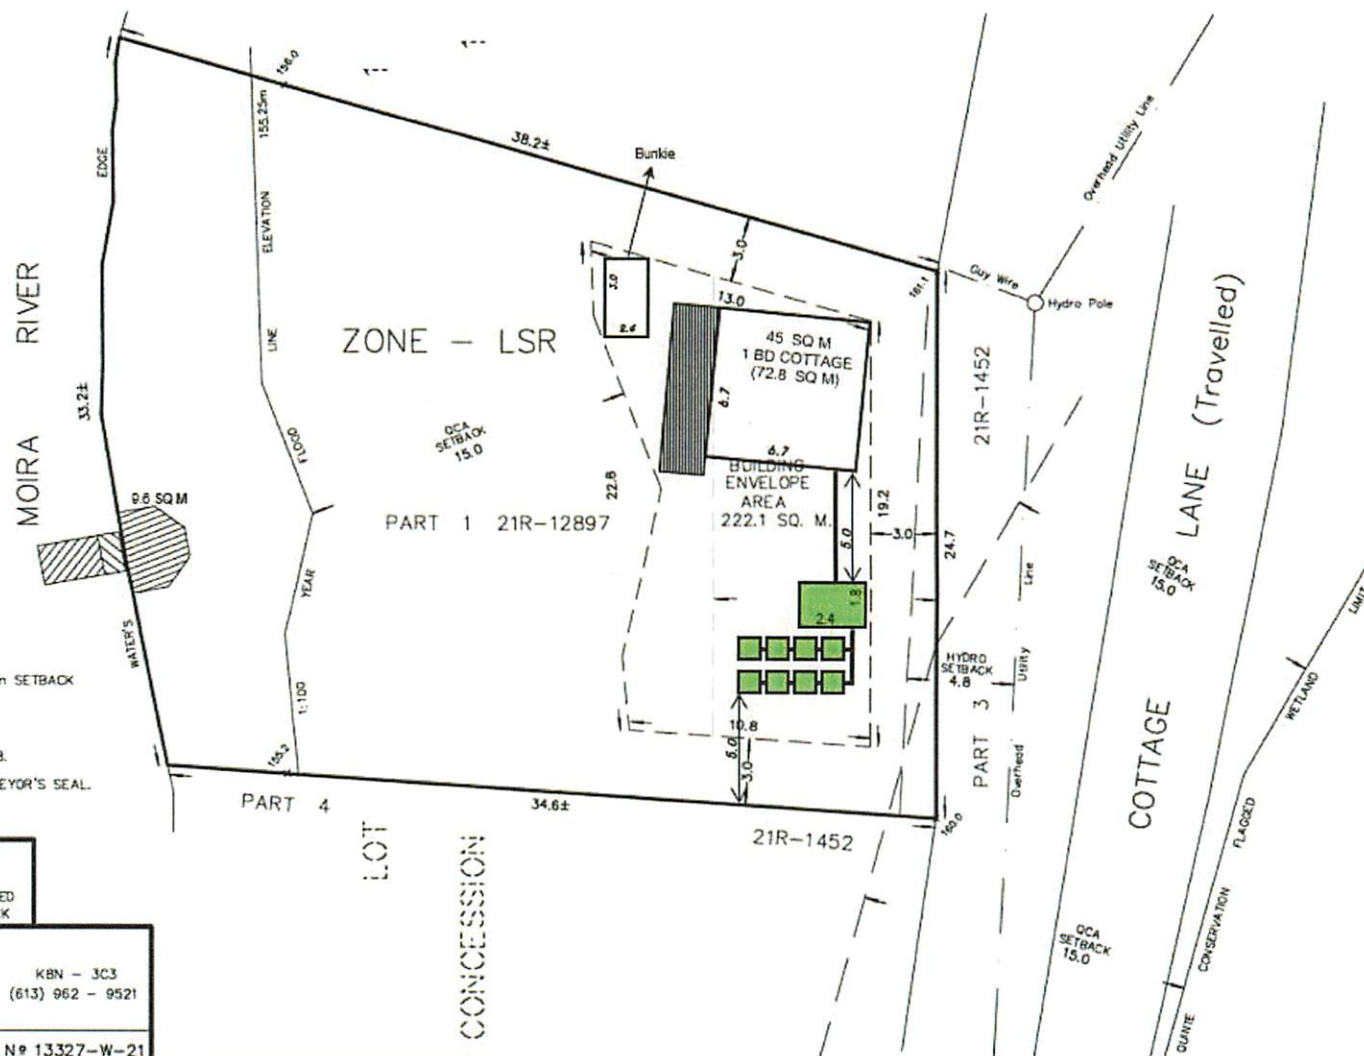 156.0
155.25m
ELEVATION
LINE
FLOOD
YEAR
1:100
155.2
38.2±
Bunkie
EDGE
MOIRA RIVER
33.2±
WATER'S
9.6 SQ M
ZONE - LSR
QCA
SETBACK
15.0
PART 1 21R-12897
22.8
3.0
2.4
3.0
13.0
45 SQ M
1 BD COTTAGE
(72.8 SQ M)
6.7
6.7
BUILDING
ENVELOPE
AREA
222.1 SQ. M.
5.0
19.2
3.0
24.7
1.8
2.4
10.8
5.0
3.0
161.1
160.0
Guy Wire
Hydro Pole
Overhead Utility Line
21R-1452
HYDRO
SETBACK
4.8
PART 3
Overhead Utility Line
COTTAGE LANE (Travelled)
QCA
SETBACK
15.0
QCA
SETBACK
15.0
QUINTE CONSERVATION FLAGGED WETLAND LIMIT
PART 4
34.6±
21R-1452
LOT
CONCESSION
SETBACK
EYOR'S SEAL.
ED
K
K8N - 3C3
(613) 962 - 9521
Nº 13327-W-21